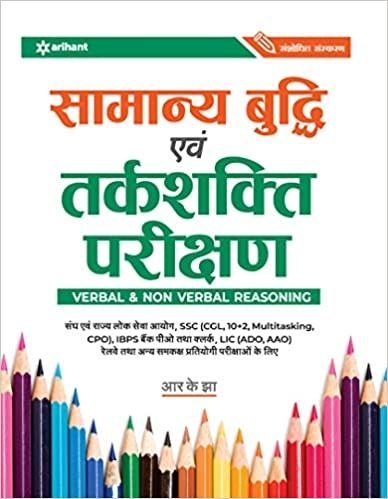 arihant
संशोधित संस्करण
सामान्य बुद्धि
एवं
तर्कशक्ति
परीक्षण
VERBAL & NON VERBAL REASONING
संघ एवं राज्य लोक सेवा आयोग, SSC (CGL, 10+2, Multitasking,
CPO), IBPS बैंक पीओ तथा क्लर्क, LIC (ADO, AAO)
रेलवे तथा अन्य समकक्ष प्रतियोगी परीक्षाओं के लिए
आर के झा